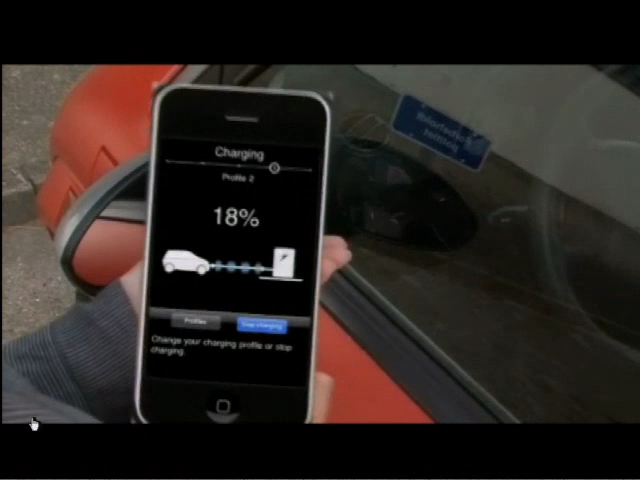 Charging
Profile 2
18%
Profiles
Stop charging
Change your charging profile or stop
charging.